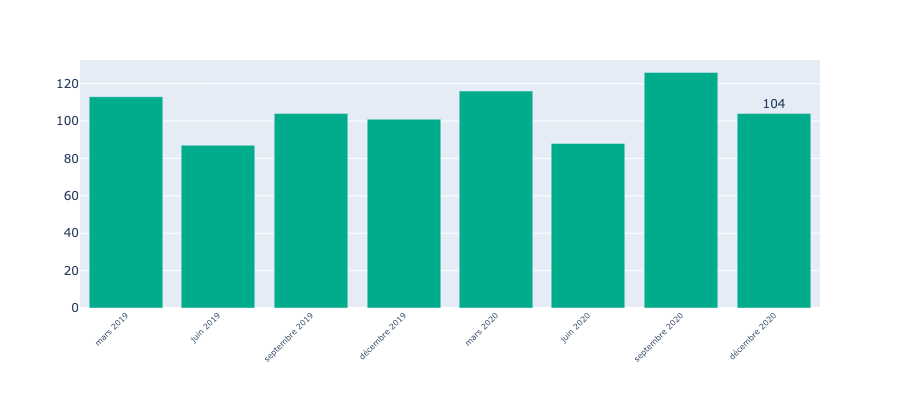 120
100
80
60
40
20
0
104
mars 2019
juin 2019
septembre 2019
décembre 2019
mars 2020
juin 2020
septembre 2020
décembre 2020